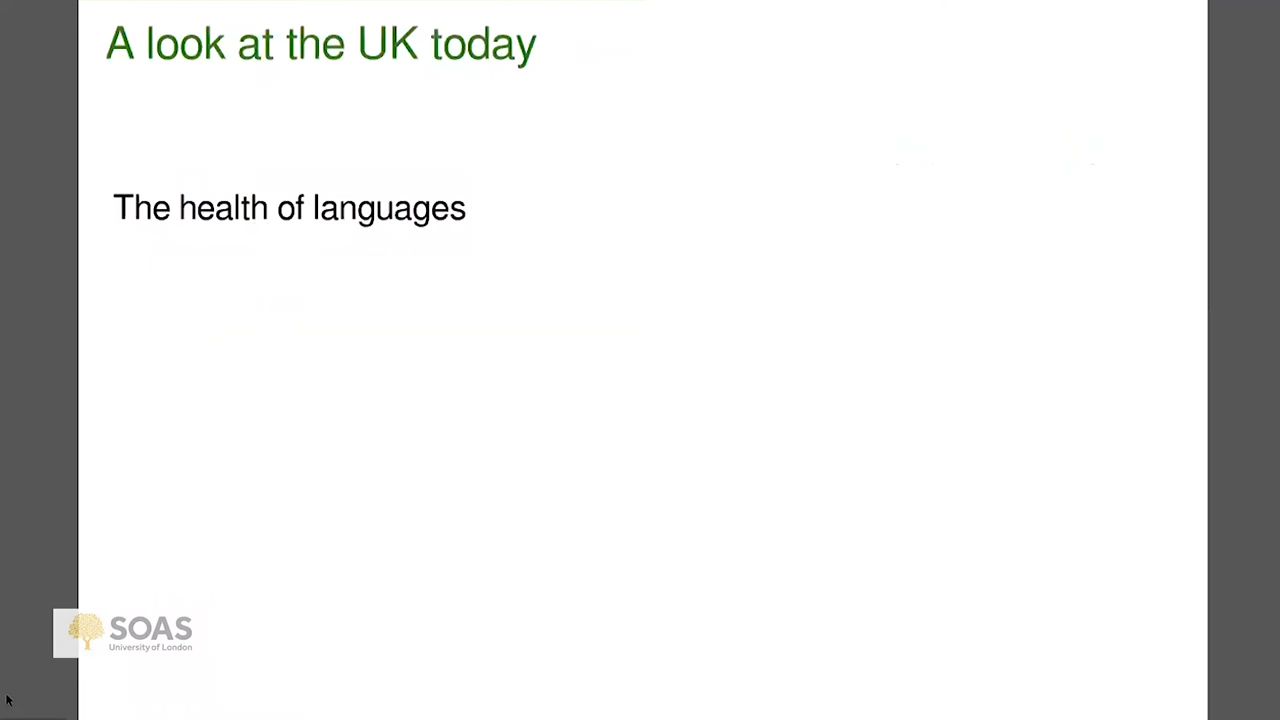 A look at the UK today
The health of languages
SOAS
University of London